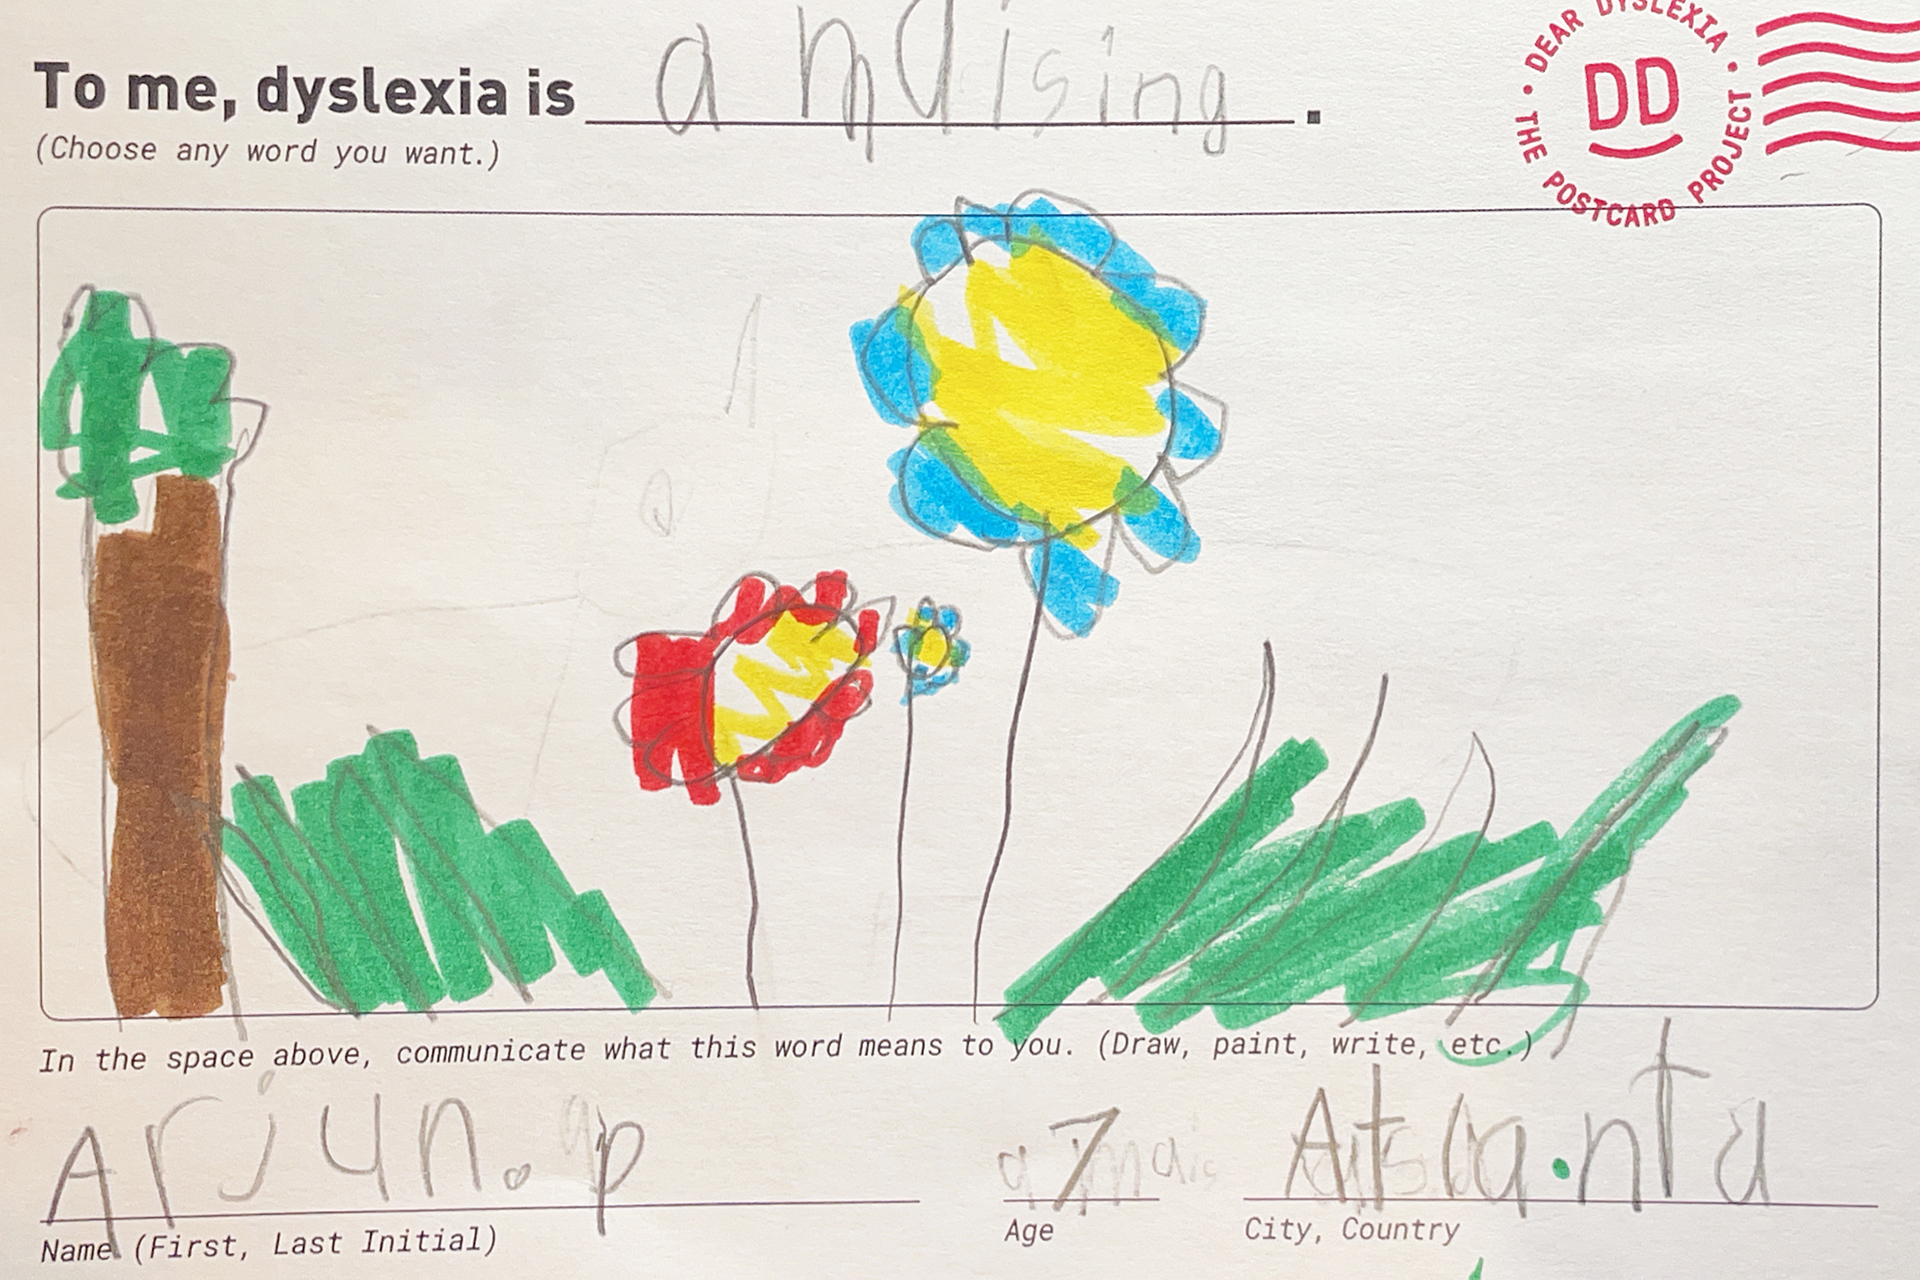 To me, dyslexia is a maising.
(Choose any word you want.)
DEAR DYSLEXIA • THE POSTCARD PROJECT •
DD
In the space above, communicate what this word means to you. (Draw, paint, write, etc.)
Arjun. p
7
Atlanta
Name (First, Last Initial)
Age
City, Country